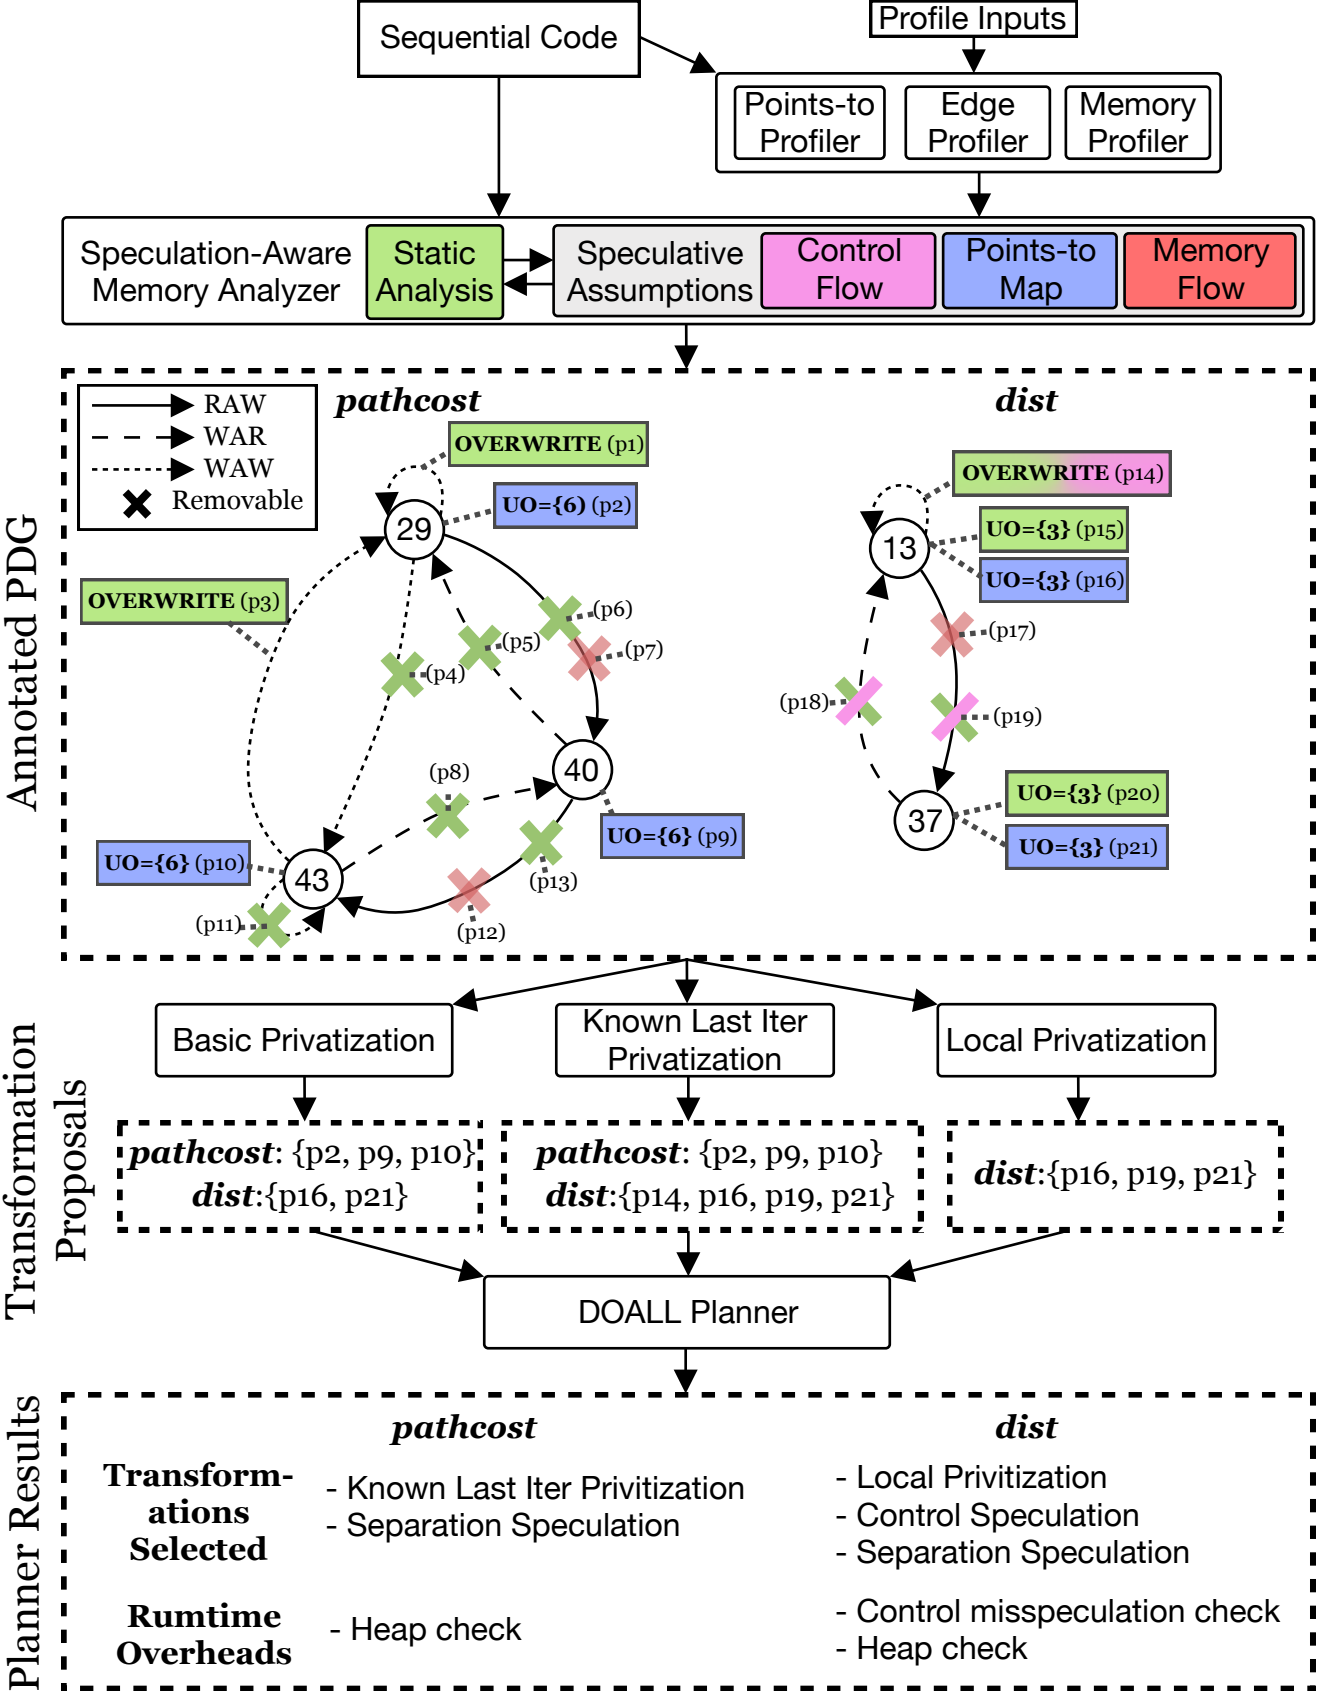 Sequential Code
Profile Inputs
Points-to
Profiler
Edge
Profiler
Memory
Profiler
Speculation-Aware
Memory Analyzer
Static
Analysis
Speculative
Assumptions
Control
Flow
Points-to
Map
Memory
Flow
Annotated PDG
RAW
WAR
WAW
Removable
pathcost
dist
OVERWRITE (p1)
UO={6) (p2)
29
OVERWRITE (p3)
(p4)
(p5)
(p6)
(p7)
(p8)
40
UO={6} (p9)
UO={6} (p10)
43
(p11)
(p12)
(p13)
OVERWRITE (p14)
13
UO={3} (p15)
UO={3} (p16)
(p17)
(p18)
(p19)
37
UO={3} (p20)
UO={3} (p21)
Transformation
Proposals
Basic Privatization
Known Last Iter
Privatization
Local Privatization
pathcost: {p2, p9, p10}
dist:{p16, p21}
pathcost: {p2, p9, p10}
dist:{p14, p16, p19, p21}
dist:{p16, p19, p21}
DOALL Planner
Planner Results
pathcost
dist
Transform-
ations
Selected
- Known Last Iter Privitization
- Separation Speculation
- Local Privitization
- Control Speculation
- Separation Speculation
Rumtime
Overheads
- Heap check
- Control misspeculation check
- Heap check